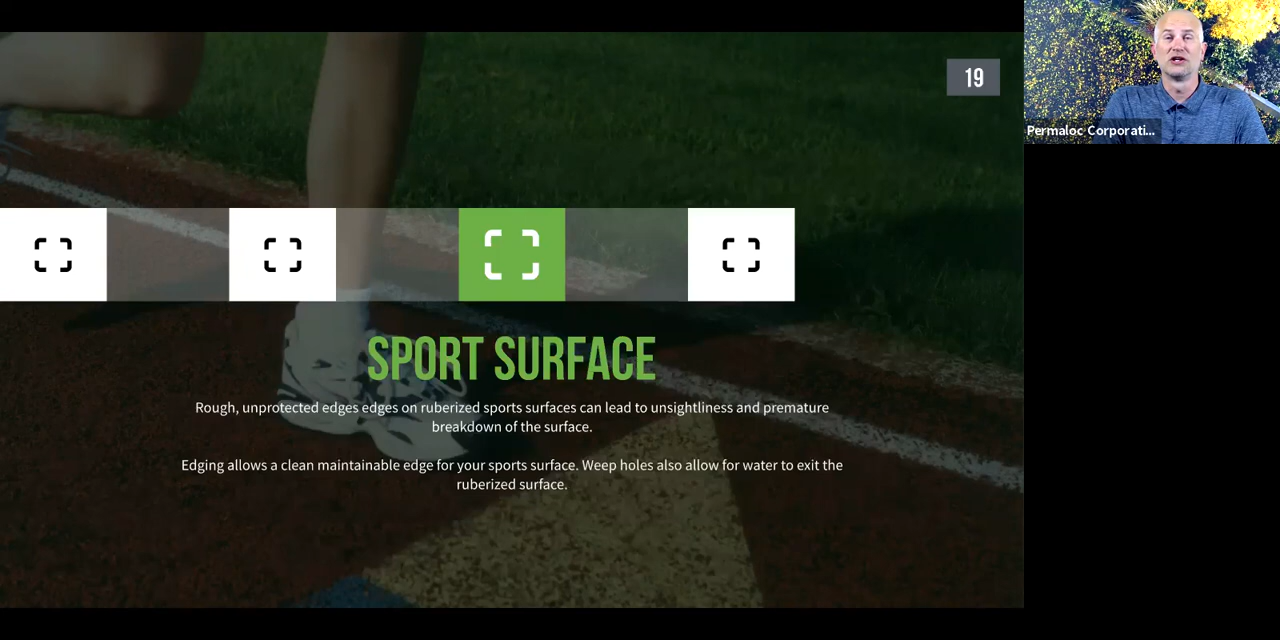 19
Permaloc Corporati...
SPORT SURFACE
Rough, unprotected edges edges on ruberized sports surfaces can lead to unsightliness and premature
breakdown of the surface.
Edging allows a clean maintainable edge for your sports surface. Weep holes also allow for water to exit the
ruberized surface.